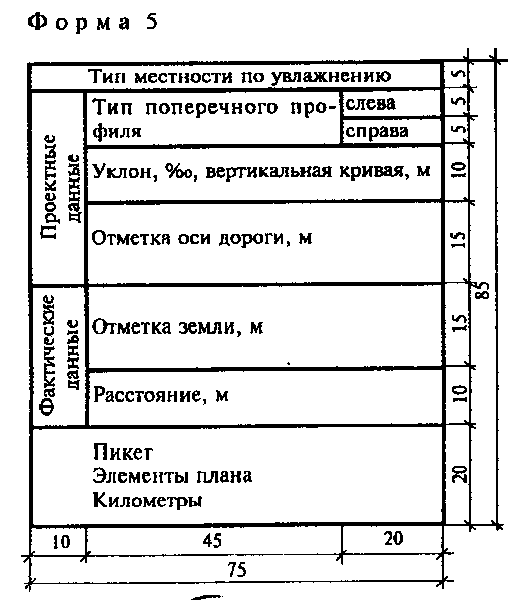 Форма 5
Тип местности по увлажнению
5
Проектные данные
Тип поперечного про-
филя
слева
5
справа
5
Уклон, ‰, вертикальная кривая, м
10
Отметка оси дороги, м
15
85
Фактические данные
Отметка земли, м
15
Расстояние, м
10
Пикет
Элементы плана
Километры
20
10
45
20
75